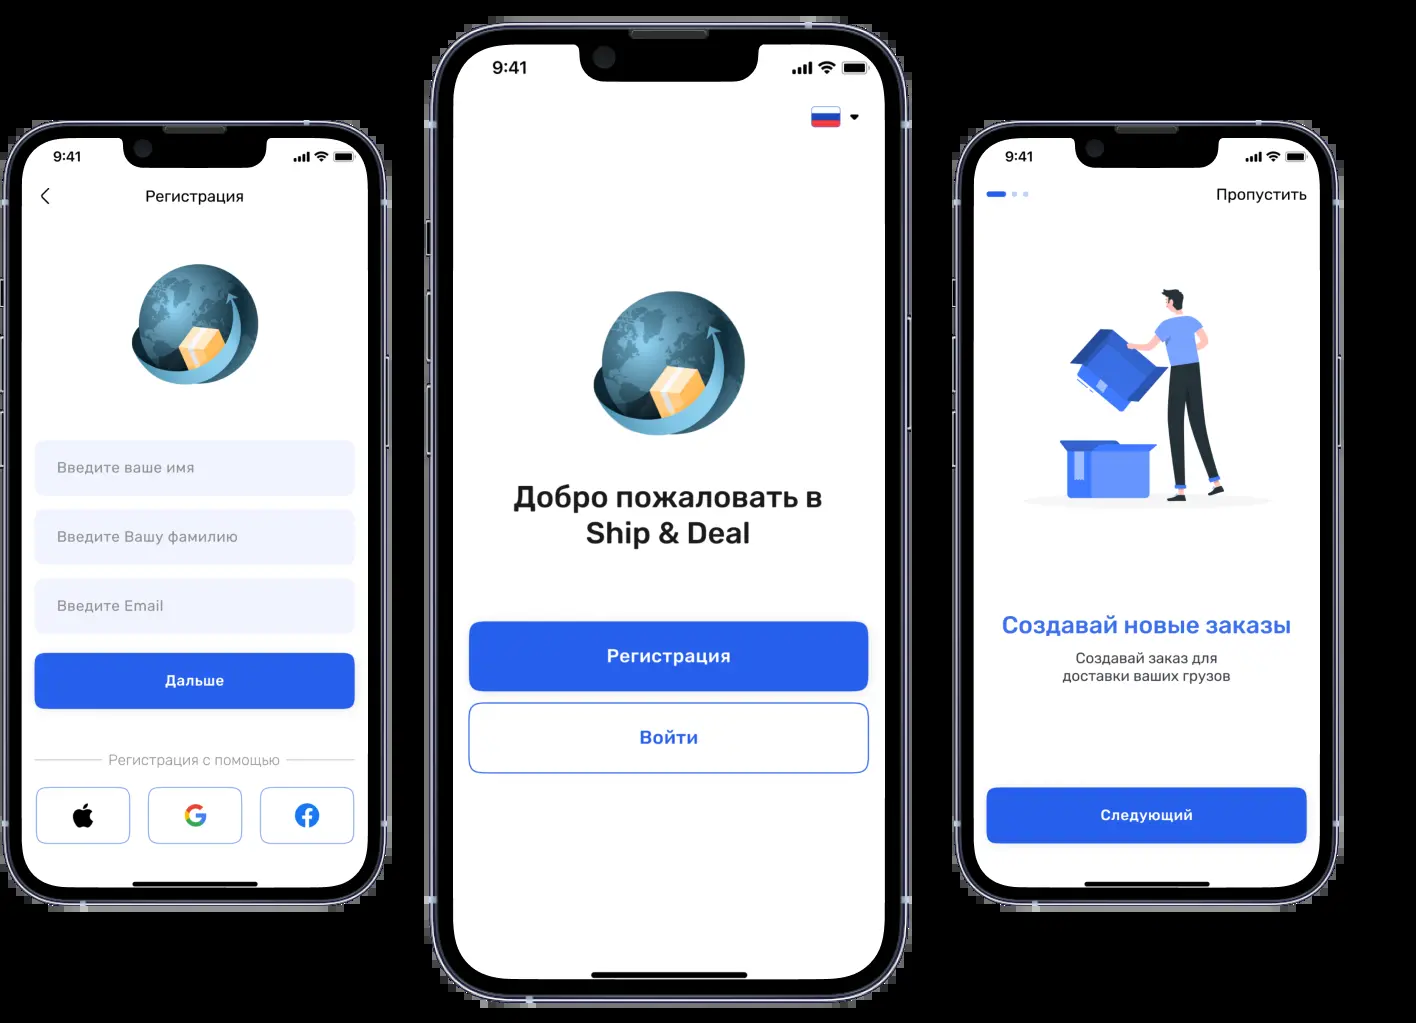 9:41
Регистрация
Введите ваше имя
Введите Вашу фамилию
Введите Email
Дальше
Регистрация с помощью
9:41
Добро пожаловать в
Ship & Deal
Регистрация
Войти
9:41
Пропустить
Создавай новые заказы
Создавай заказ для
доставки ваших грузов
Следующий